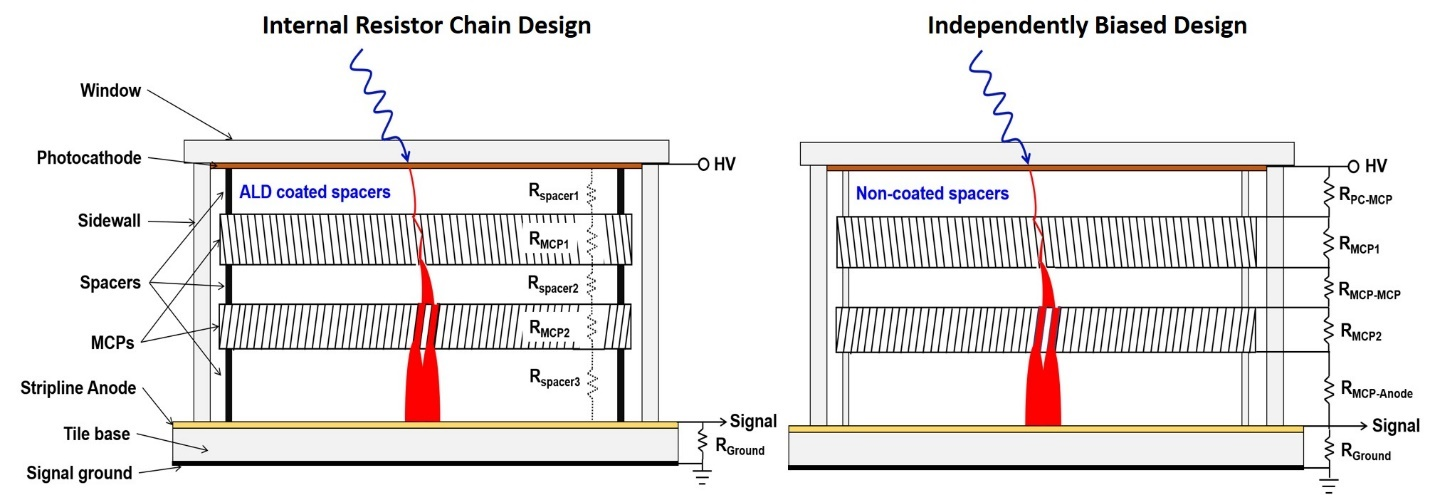 Internal Resistor Chain Design
Window
Photocathode
HV
ALD coated spacers
Rspacer1
Sidewall
RMCP1
Spacers
Rspacer2
MCPs
RMCP2
Rspacer3
Stripline Anode
Signal
Tile base
RGround
Signal ground
Independently Biased Design
HV
Non-coated spacers
RPC-MCP
RMCP1
RMCP-MCP
RMCP2
RMCP-Anode
Signal
RGround